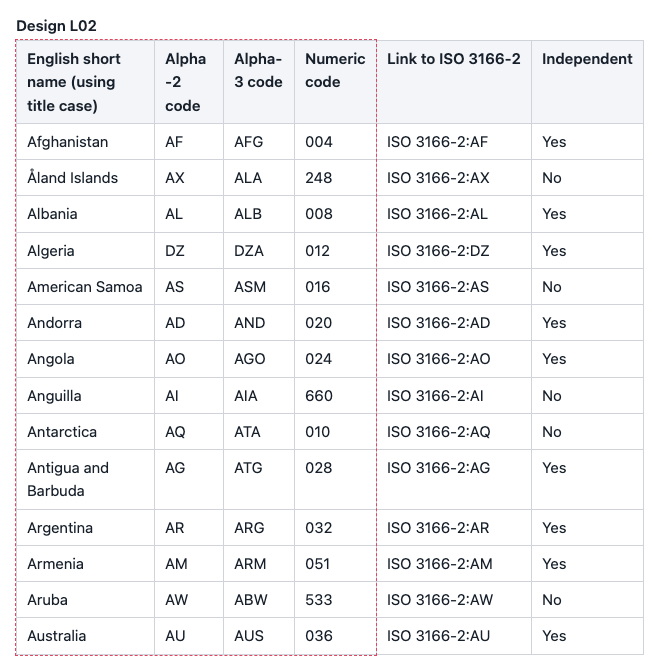 Design L02
English short name (using title case) Alpha-2 code Alpha-3 code Numeric code Link to ISO 3166-2 Independent
Afghanistan AF AFG 004 ISO 3166-2:AF Yes
Åland Islands AX ALA 248 ISO 3166-2:AX No
Albania AL ALB 008 ISO 3166-2:AL Yes
Algeria DZ DZA 012 ISO 3166-2:DZ Yes
American Samoa AS ASM 016 ISO 3166-2:AS No
Andorra AD AND 020 ISO 3166-2:AD Yes
Angola AO AGO 024 ISO 3166-2:AO Yes
Anguilla AI AIA 660 ISO 3166-2:AI No
Antarctica AQ ATA 010 ISO 3166-2:AQ No
Antigua and Barbuda AG ATG 028 ISO 3166-2:AG Yes
Argentina AR ARG 032 ISO 3166-2:AR Yes
Armenia AM ARM 051 ISO 3166-2:AM Yes
Aruba AW ABW 533 ISO 3166-2:AW No
Australia AU AUS 036 ISO 3166-2:AU Yes